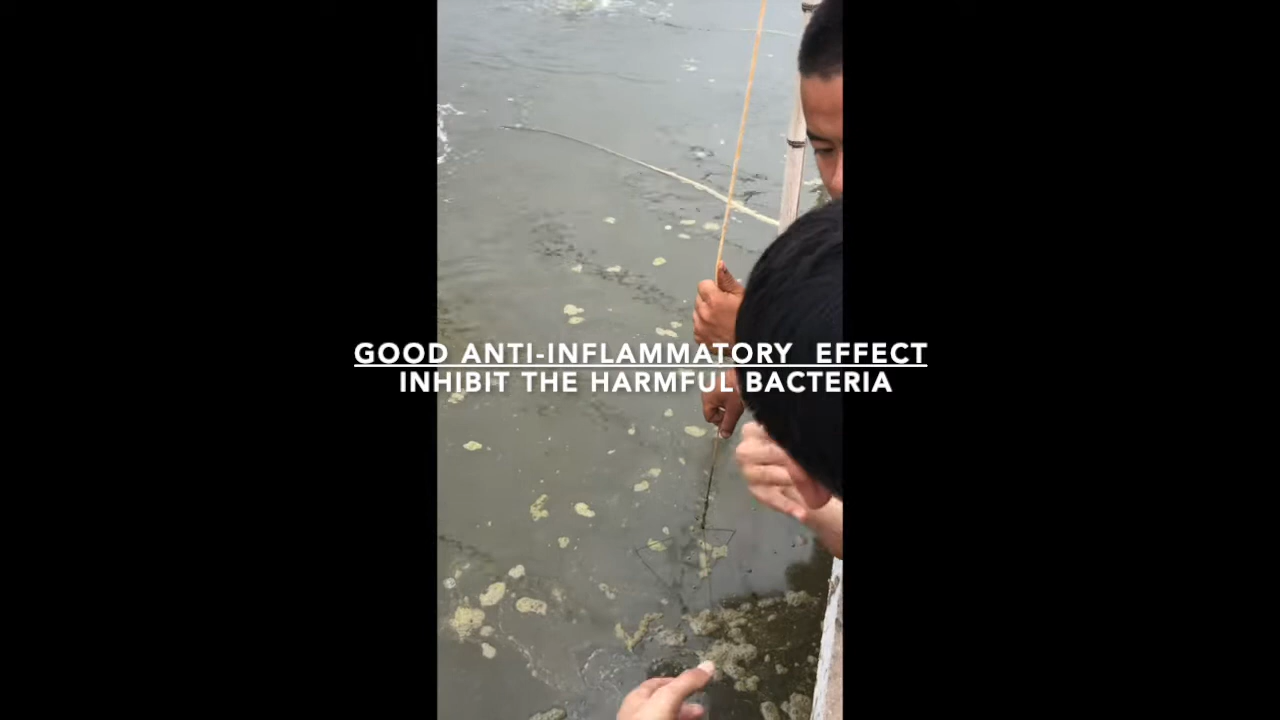 GOOD ANTI-INFLAMMATORY EFFECT
INHIBIT THE HARMFUL BACTERIA